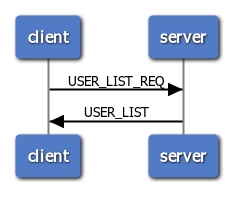 client server
USER_LIST_REQ
USER_LIST
client server